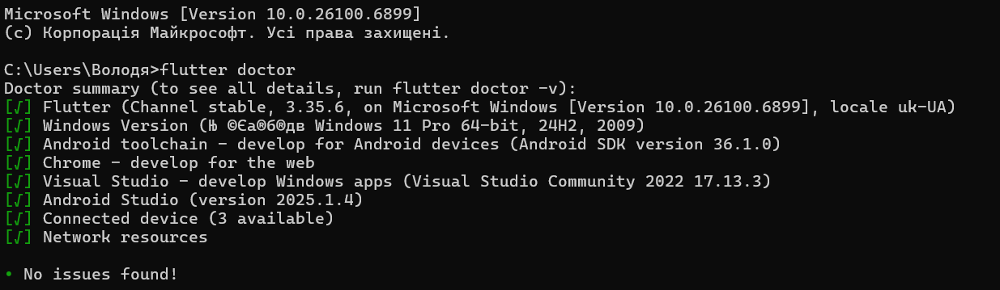 Microsoft Windows [Version 10.0.26100.6899]
(c) Корпорація Майкрософт. Усі права захищені.
C:\Users\Володя>flutter doctor
Doctor summary (to see all details, run flutter doctor -v):
[√] Flutter (Channel stable, 3.35.6, on Microsoft Windows [Version 10.0.26100.6899], locale uk-UA)
[√] Windows Version (Њ ©Єа®б®дв Windows 11 Pro 64-bit, 24H2, 2009)
[√] Android toolchain - develop for Android devices (Android SDK version 36.1.0)
[√] Chrome - develop for the web
[√] Visual Studio - develop Windows apps (Visual Studio Community 2022 17.13.3)
[√] Android Studio (version 2025.1.4)
[√] Connected device (3 available)
[√] Network resources
• No issues found!